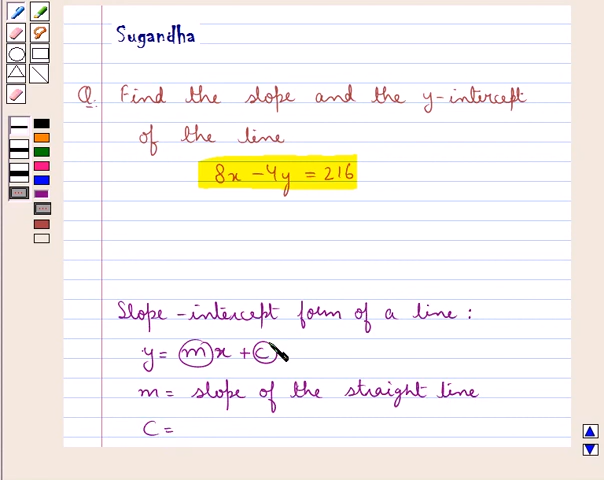 Sugandha
Q. Find the slope and the y-intercept
of the line
8x - 4y = 216
Slope-intercept form of a line :
y = mx + c
m = slope of the straight line
C =